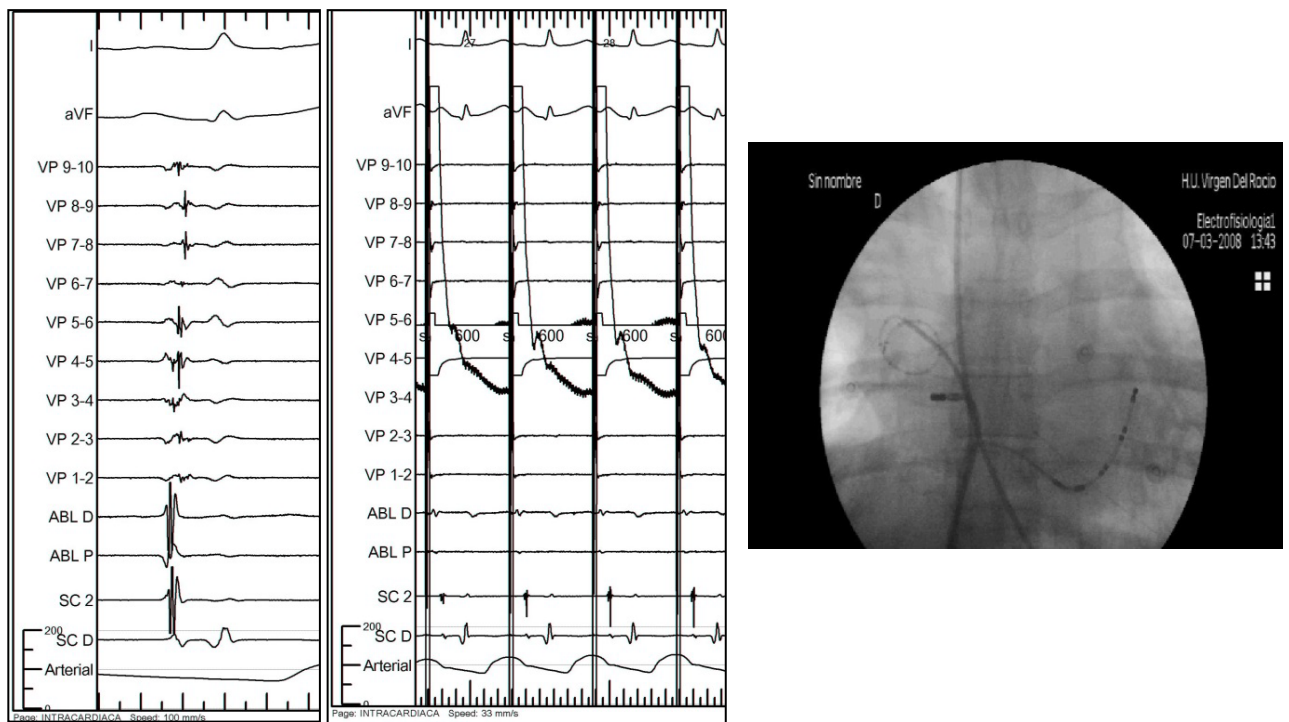 I
aVF
VP 9-10
VP 8-9
VP 7-8
VP 6-7
VP 5-6
VP 4-5
VP 3-4
VP 2-3
VP 1-2
ABL D
ABL P
SC 2
200
SC D
Arterial
0
Page: INTRACARDIACA Speed: 100 mm/s
I
27
28
aVF
VP 9-10
VP 8-9
VP 7-8
VP 6-7
VP 5-6
S 600 S 600 S 600 S 600
VP 4-5
VP 3-4
VP 2-3
VP 1-2
ABL D
ABL P
SC 2
200
SC D
Arterial
0
Page: INTRACARDIACA Speed: 33 mm/s
Sin nombre
D
H.U. Virgen Del Rocio
Electrofisiologia1
07-03-2008 13:43